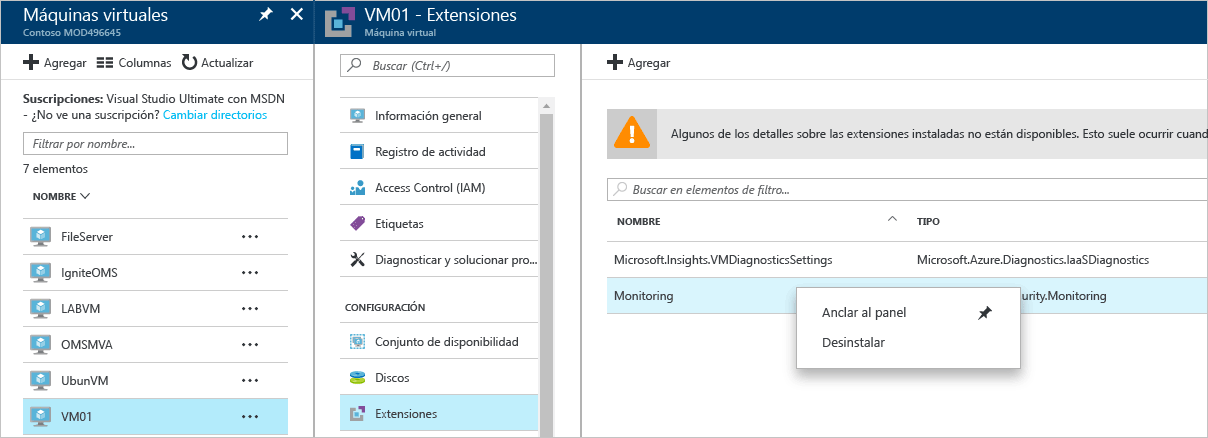 Máquinas virtuales
Contoso MOD496645
Agregar
Columnas
Actualizar
Suscripciones: Visual Studio Ultimate con MSDN
- ¿No ve una suscripción? Cambiar directorios
Filtrar por nombre...
7 elementos
NOMBRE
FileServer
IgniteOMS
LABVM
OMSMVA
UbunVM
VM01
VM01 - Extensiones
Máquina virtual
Buscar (Ctrl+/)
Información general
Registro de actividad
Access Control (IAM)
Etiquetas
Diagnosticar y solucionar pro...
CONFIGURACIÓN
Conjunto de disponibilidad
Discos
Extensiones
Agregar
Algunos de los detalles sobre las extensiones instaladas no están disponibles. Esto suele ocurrir cuand
Buscar en elementos de filtro...
NOMBRE TIPO
Microsoft.Insights.VMDiagnosticsSettings Microsoft.Azure.Diagnostics.IaaSDiagnostics
Monitoring urity.Monitoring
Anclar al panel
Desinstalar